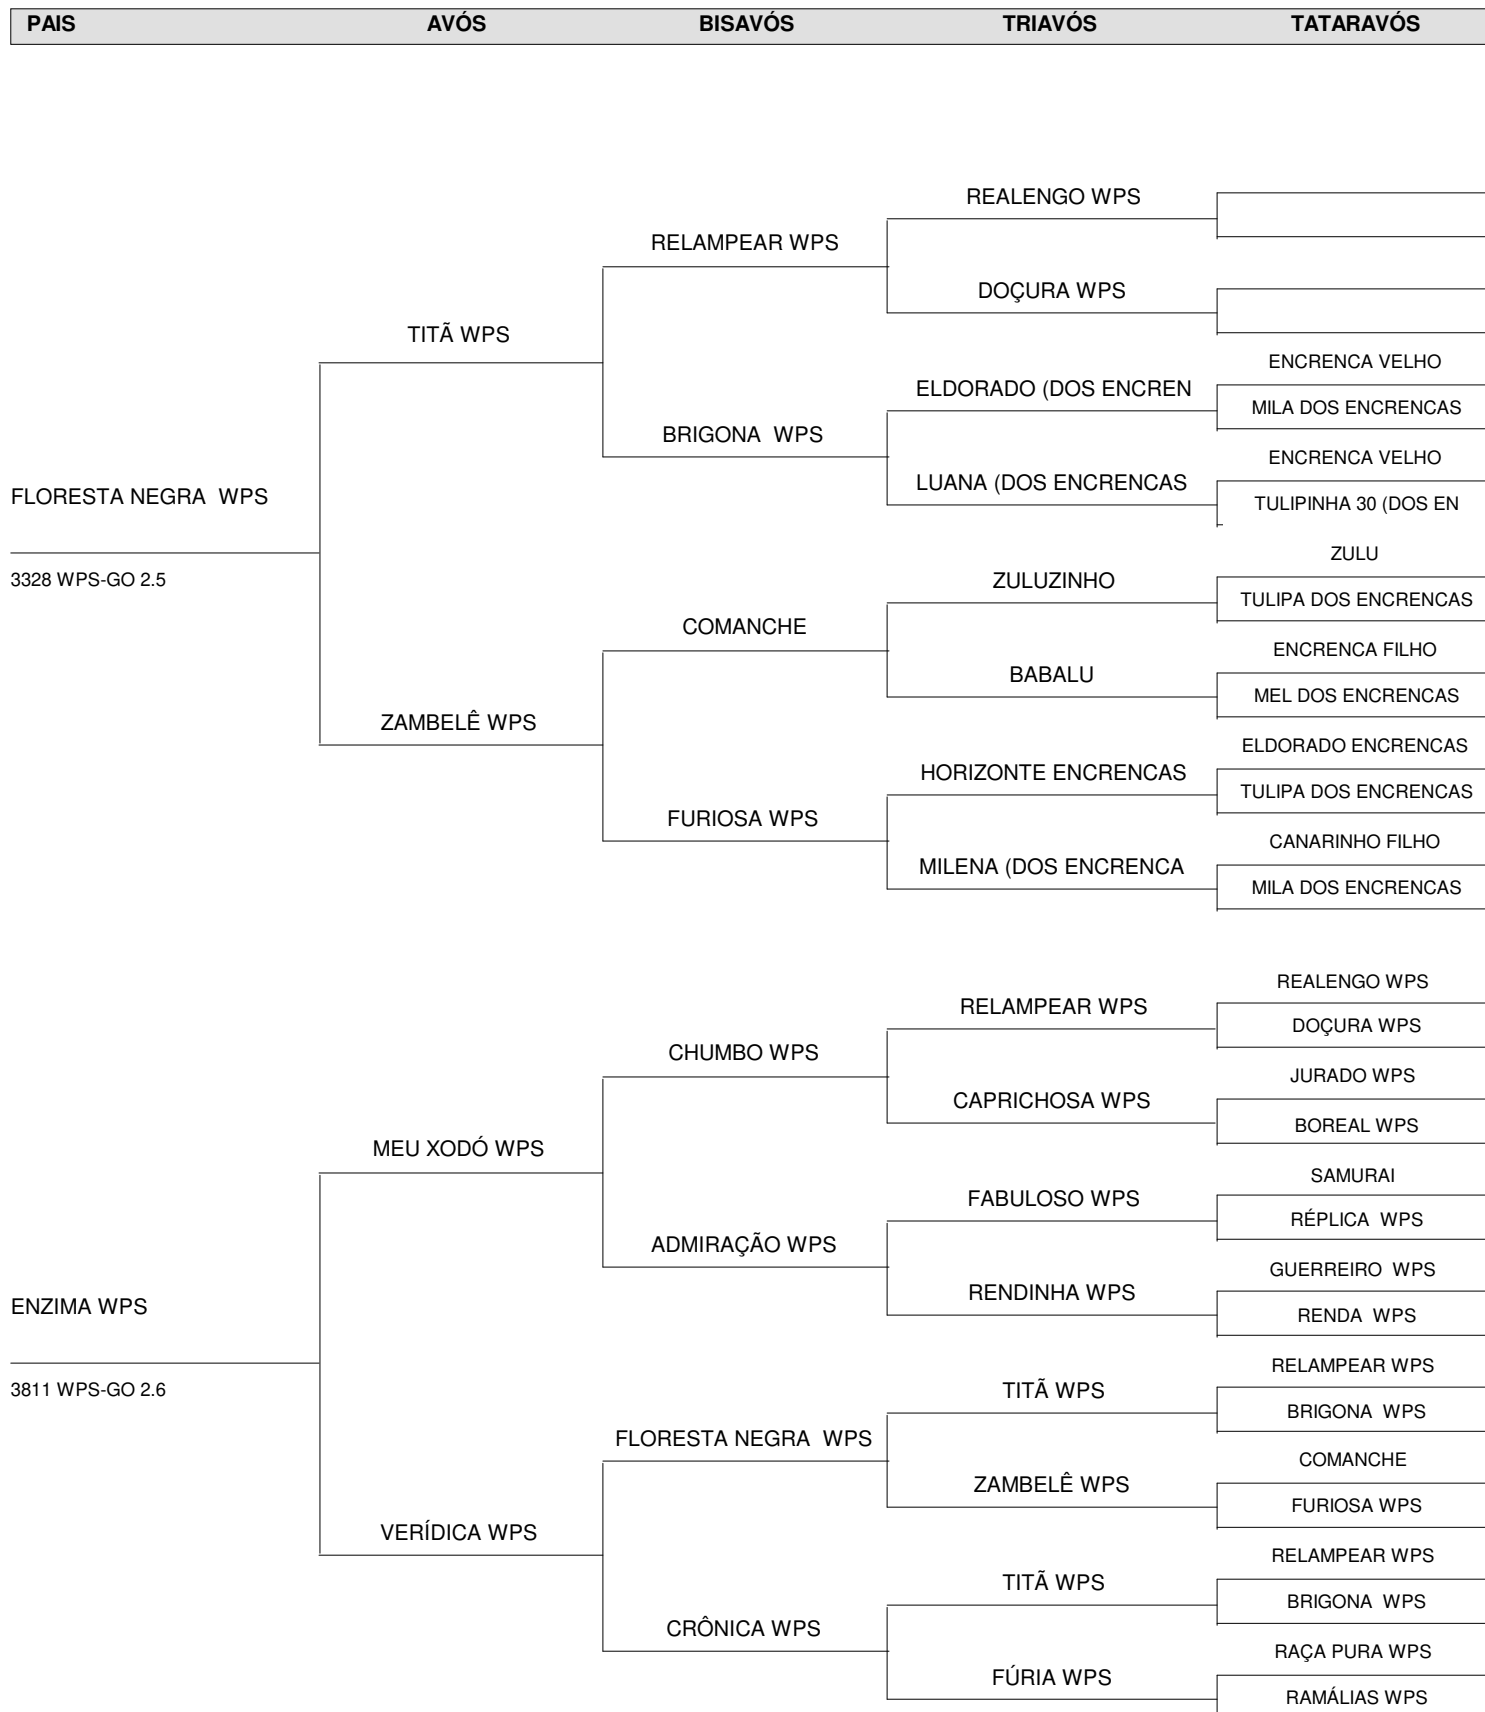 PAIS AVÓS BISAVÓS TRIAVÓS TATARAVÓS
REALENGO WPS
RELAMPEAR WPS
DOÇURA WPS
TITÃ WPS
ENCRENCA VELHO
ELDORADO (DOS ENCREN
MILA DOS ENCRENCAS
BRIGONA WPS
ENCRENCA VELHO
LUANA (DOS ENCRENCAS
FLORESTA NEGRA WPS
TULIPINHA 30 (DOS EN
ZULU
3328 WPS-GO 2.5
ZULUZINHO
TULIPA DOS ENCRENCAS
COMANCHE
ENCRENCA FILHO
BABALU
MEL DOS ENCRENCAS
ZAMBELÊ WPS
ELDORADO ENCRENCAS
HORIZONTE ENCRENCAS
TULIPA DOS ENCRENCAS
FURIOSA WPS
CANARINHO FILHO
MILENA (DOS ENCRENCA
MILA DOS ENCRENCAS
REALENGO WPS
RELAMPEAR WPS
DOÇURA WPS
CHUMBO WPS
JURADO WPS
CAPRICHOSA WPS
BOREAL WPS
MEU XODÓ WPS
SAMURAI
FABULOSO WPS
RÉPLICA WPS
ADMIRAÇÃO WPS
GUERREIRO WPS
RENDINHA WPS
ENZIMA WPS
RENDA WPS
RELAMPEAR WPS
3811 WPS-GO 2.6
TITÃ WPS
BRIGONA WPS
FLORESTA NEGRA WPS
COMANCHE
ZAMBELÊ WPS
FURIOSA WPS
VERÍDICA WPS
RELAMPEAR WPS
TITÃ WPS
BRIGONA WPS
CRÔNICA WPS
RAÇA PURA WPS
FÚRIA WPS
RAMÁLIAS WPS